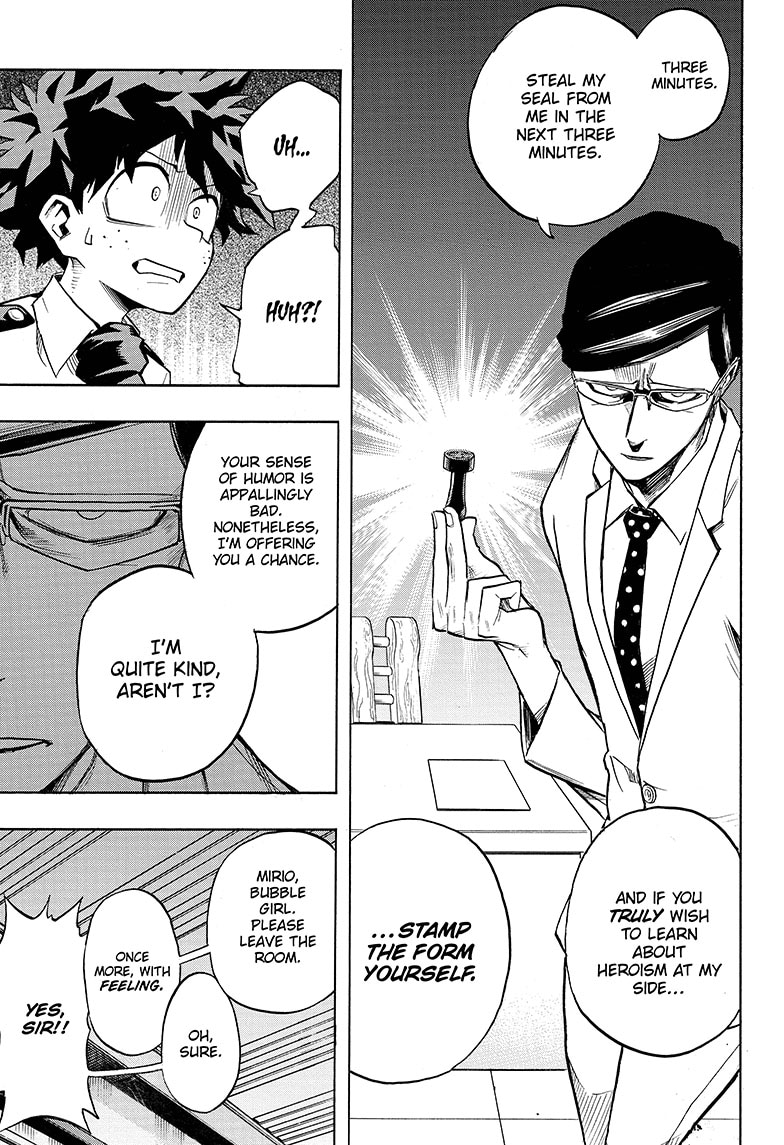 THREE
MINUTES.
STEAL MY
SEAL FROM
ME IN THE
NEXT THREE
MINUTES.
AND IF YOU
TRULY WISH
TO LEARN
ABOUT
HEROISM AT MY
SIDE...
...STAMP
THE FORM
YOURSELF.
UH...
HUH?!
YOUR SENSE
OF HUMOR IS
APPALLINGLY
BAD.
NONETHELESS,
I'M OFFERING
YOU A CHANCE.
I'M
QUITE KIND,
AREN'T I?
MIRIO,
BUBBLE
GIRL.
PLEASE
LEAVE THE
ROOM.
OH,
SURE.
ONCE
MORE, WITH
FEELING.
YES,
SIR!!